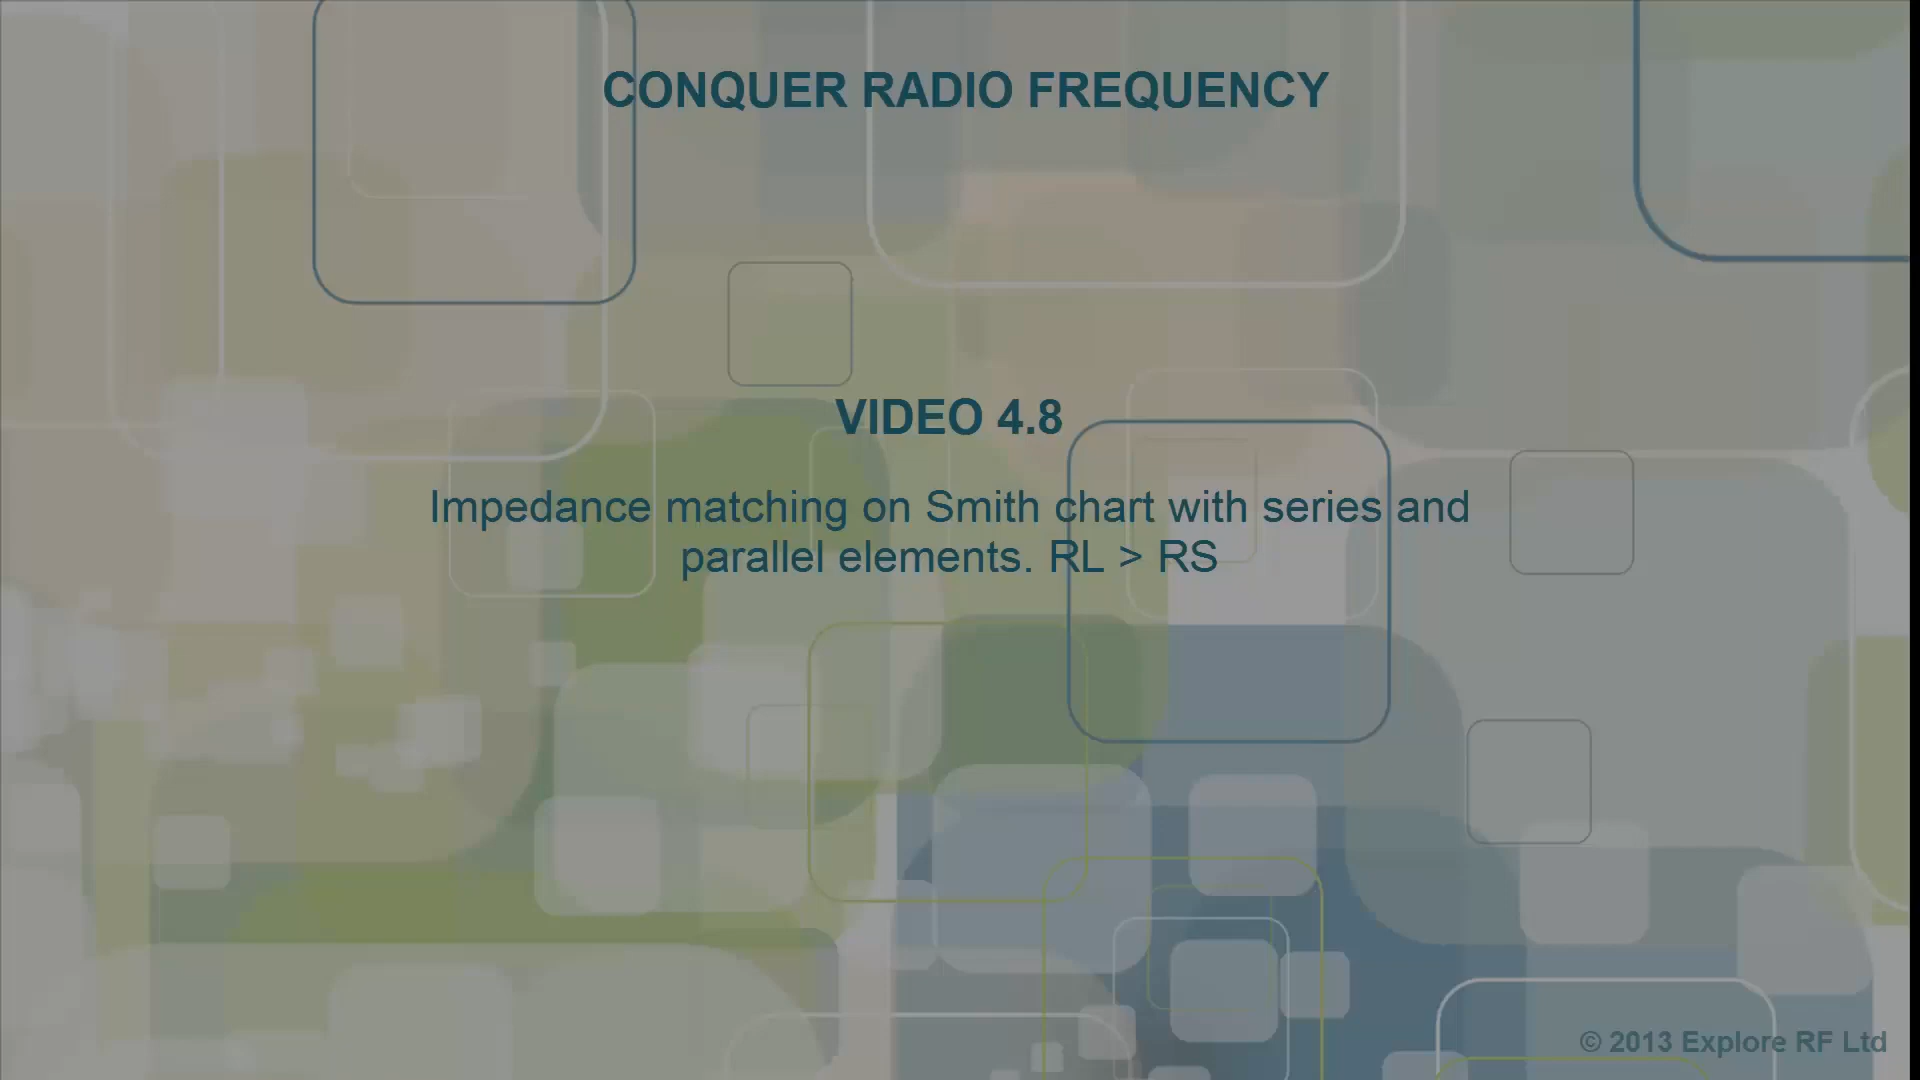 CONQUER RADIO FREQUENCY
VIDEO 4.8
Impedance matching on Smith chart with series and
parallel elements. RL > RS
© 2013 Explore RF Ltd